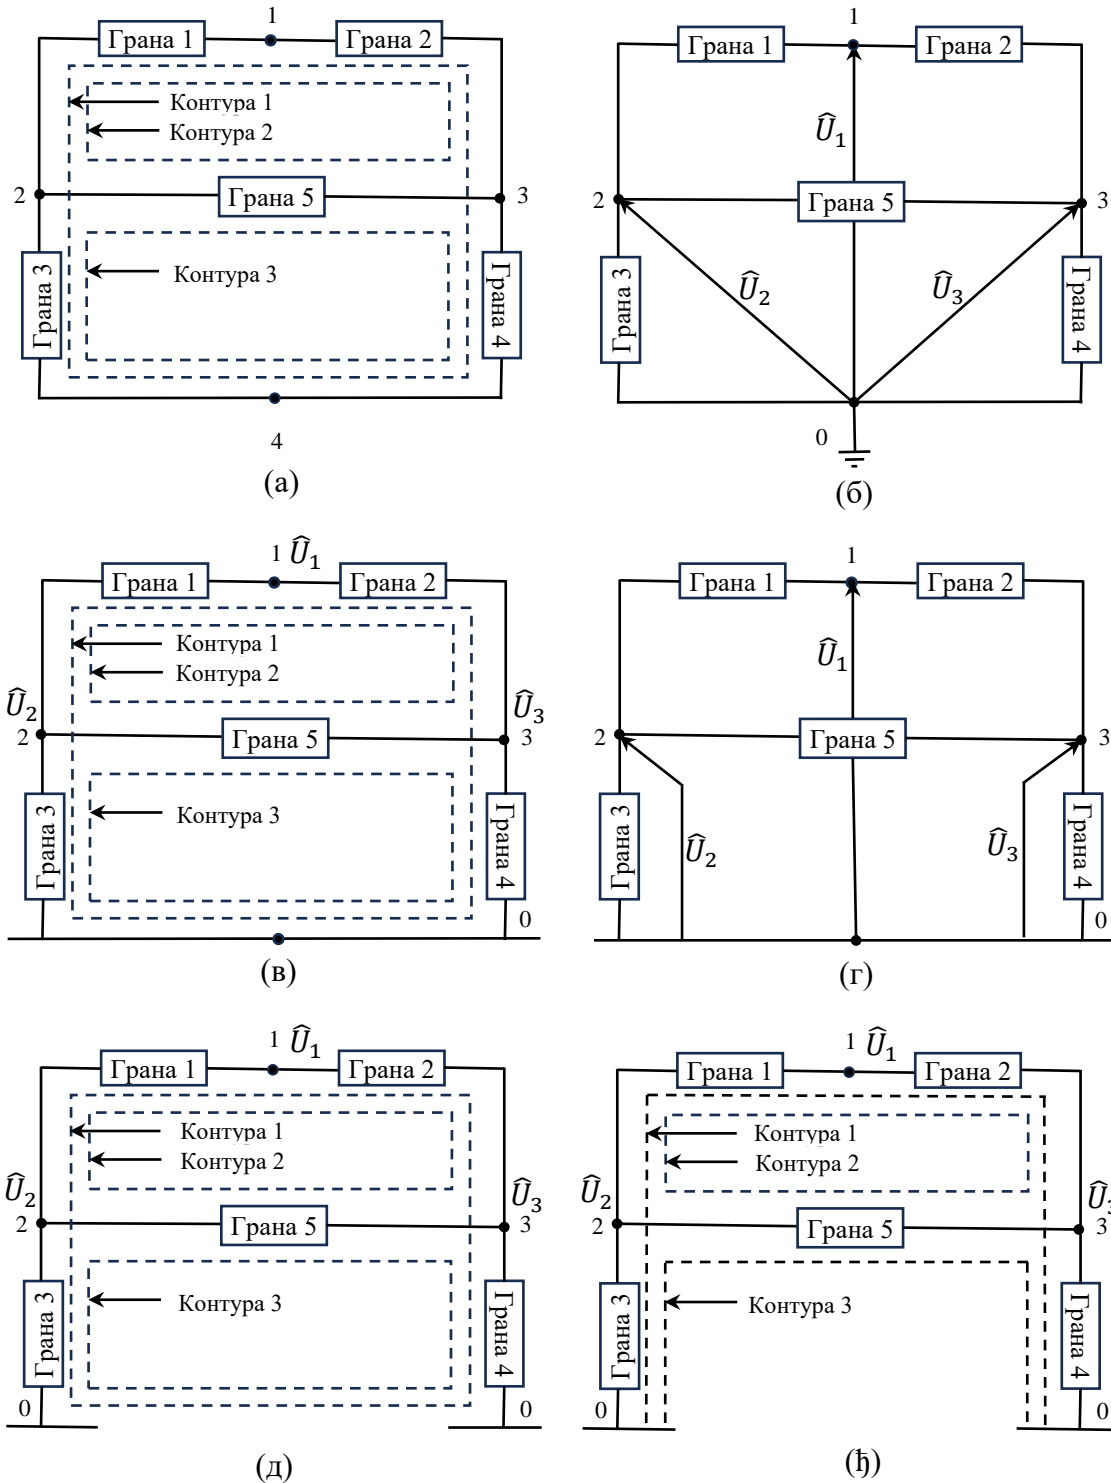 1
Грана 1
Грана 2
Контура 1
Контура 2
2
Грана 5
3
Контура 3
Грана 3
Грана 4
4
(а)
1
Грана 1
Грана 2
Û₁
2
Грана 5
3
Û₂
Û₃
Грана 3
Грана 4
0
(б)
1 Û₁
Грана 1
Грана 2
Контура 1
Контура 2
Û₂
Û₃
2
Грана 5
3
Контура 3
Грана 3
Грана 4
0
(в)
1
Грана 1
Грана 2
Û₁
2
Грана 5
3
Û₂
Û₃
Грана 3
Грана 4
0
(г)
1 Û₁
Грана 1
Грана 2
Контура 1
Контура 2
Û₂
Û₃
2
Грана 5
3
Контура 3
Грана 3
Грана 4
0
0
(д)
1 Û₁
Грана 1
Грана 2
Контура 1
Контура 2
Û₂
Û₃
2
Грана 5
3
Контура 3
Грана 3
Грана 4
0
0
(ђ)